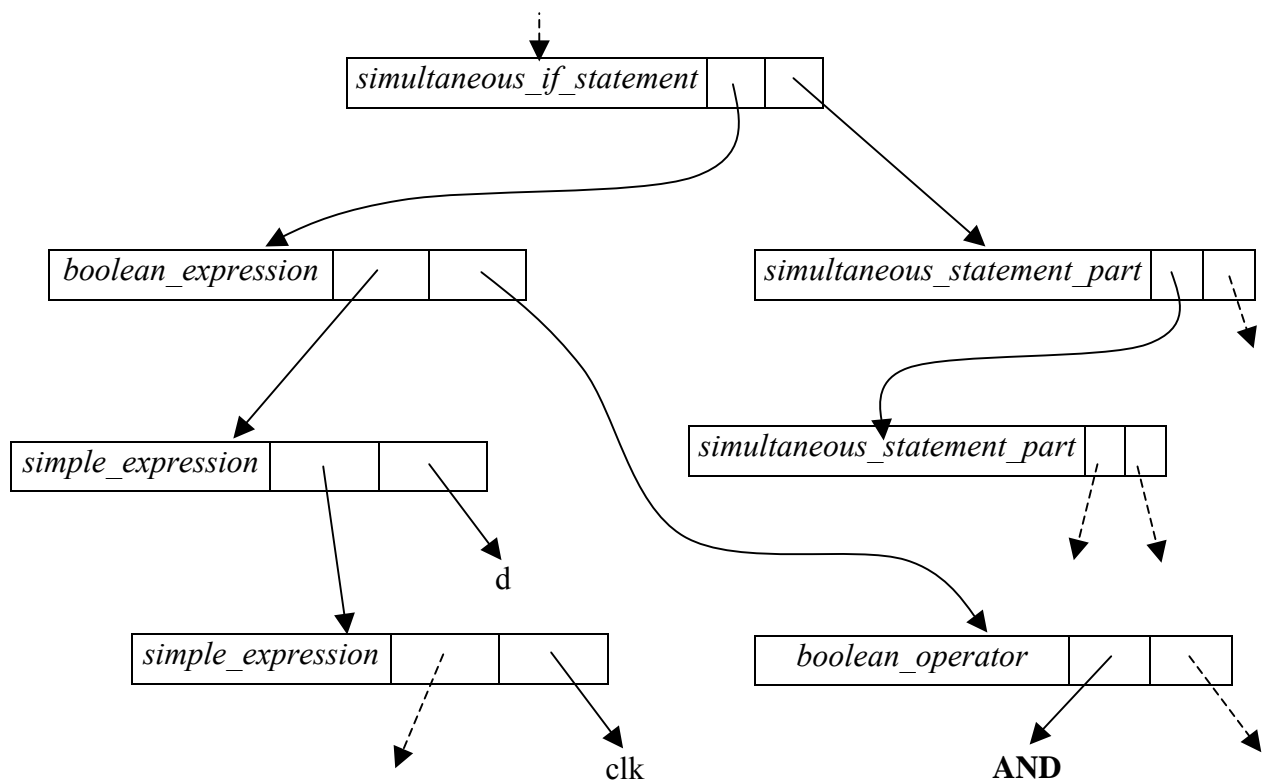 simultaneous_if_statement
boolean_expression
simultaneous_statement_part
simple_expression
simultaneous_statement_part
d
simple_expression
boolean_operator
clk
AND